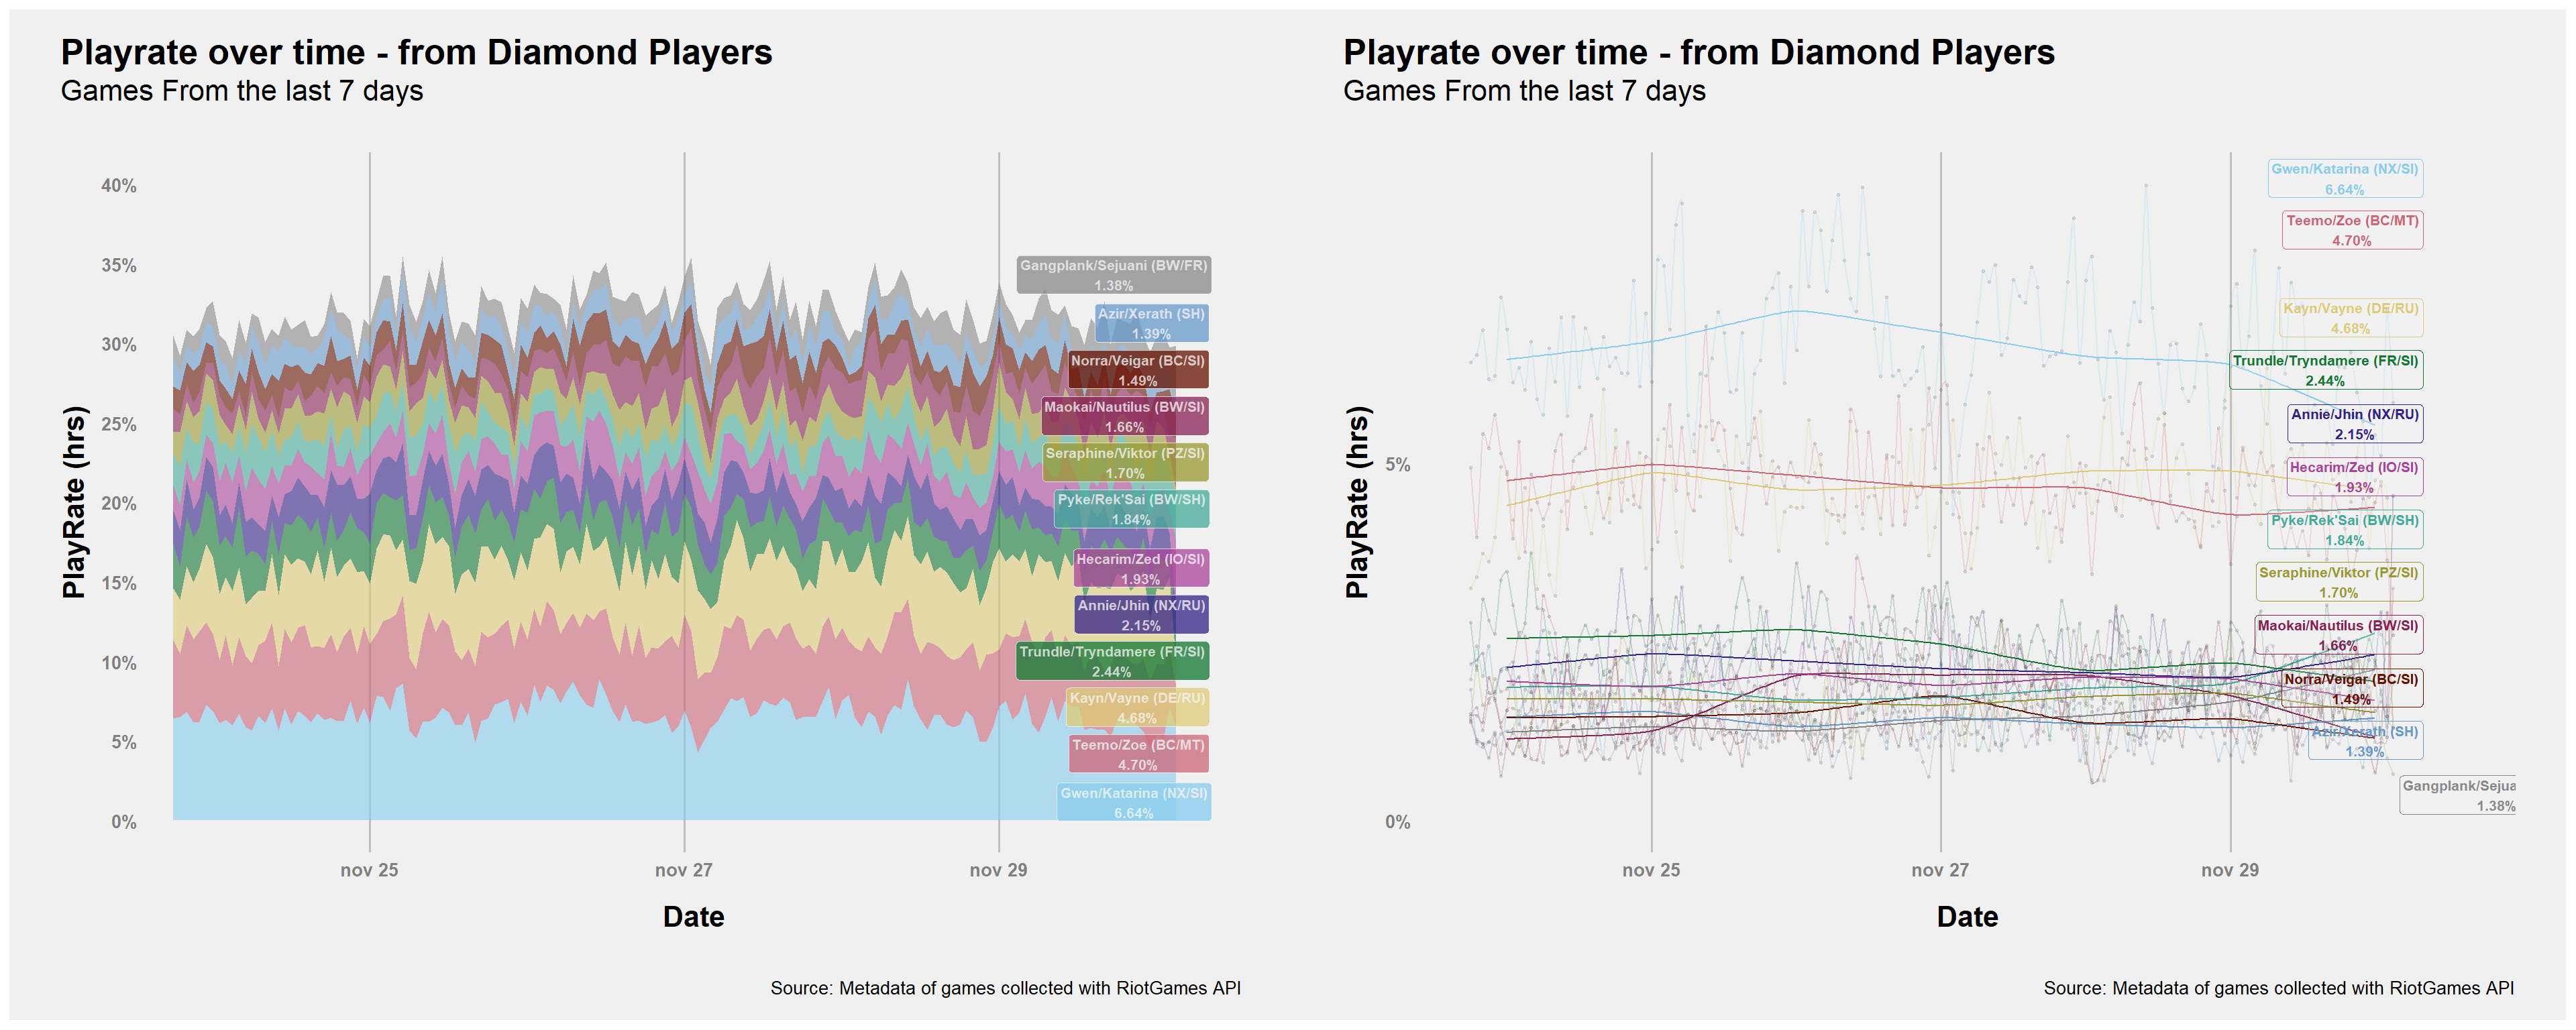 Playrate over time - from Diamond Players
Games From the last 7 days
PlayRate (hrs)
40%
35%
30%
25%
20%
15%
10%
5%
0%
Gangplank/Sejuani (BW/FR)
1.38%
Azir/Xerath (SH)
1.39%
Norra/Veigar (BC/SI)
1.49%
Maokai/Nautilus (BW/SI)
1.66%
Seraphine/Viktor (PZ/SI)
1.70%
Pyke/Rek'Sai (BW/SH)
1.84%
Hecarim/Zed (IO/SI)
1.93%
Annie/Jhin (NX/RU)
2.15%
Trundle/Tryndamere (FR/SI)
2.44%
Kayn/Vayne (DE/RU)
4.68%
Teemo/Zoe (BC/MT)
4.70%
Gwen/Katarina (NX/SI)
6.64%
nov 25
nov 27
nov 29
Date
Source: Metadata of games collected with RiotGames API
Playrate over time - from Diamond Players
Games From the last 7 days
PlayRate (hrs)
5%
0%
Gwen/Katarina (NX/SI)
6.64%
Teemo/Zoe (BC/MT)
4.70%
Kayn/Vayne (DE/RU)
4.68%
Trundle/Tryndamere (FR/SI)
2.44%
Annie/Jhin (NX/RU)
2.15%
Hecarim/Zed (IO/SI)
1.93%
Pyke/Rek'Sai (BW/SH)
1.84%
Seraphine/Viktor (PZ/SI)
1.70%
Maokai/Nautilus (BW/SI)
1.66%
Norra/Veigar (BC/SI)
1.49%
Azir/Xerath (SH)
1.39%
Gangplank/Sejua
1.38%
nov 25
nov 27
nov 29
Date
Source: Metadata of games collected with RiotGames API